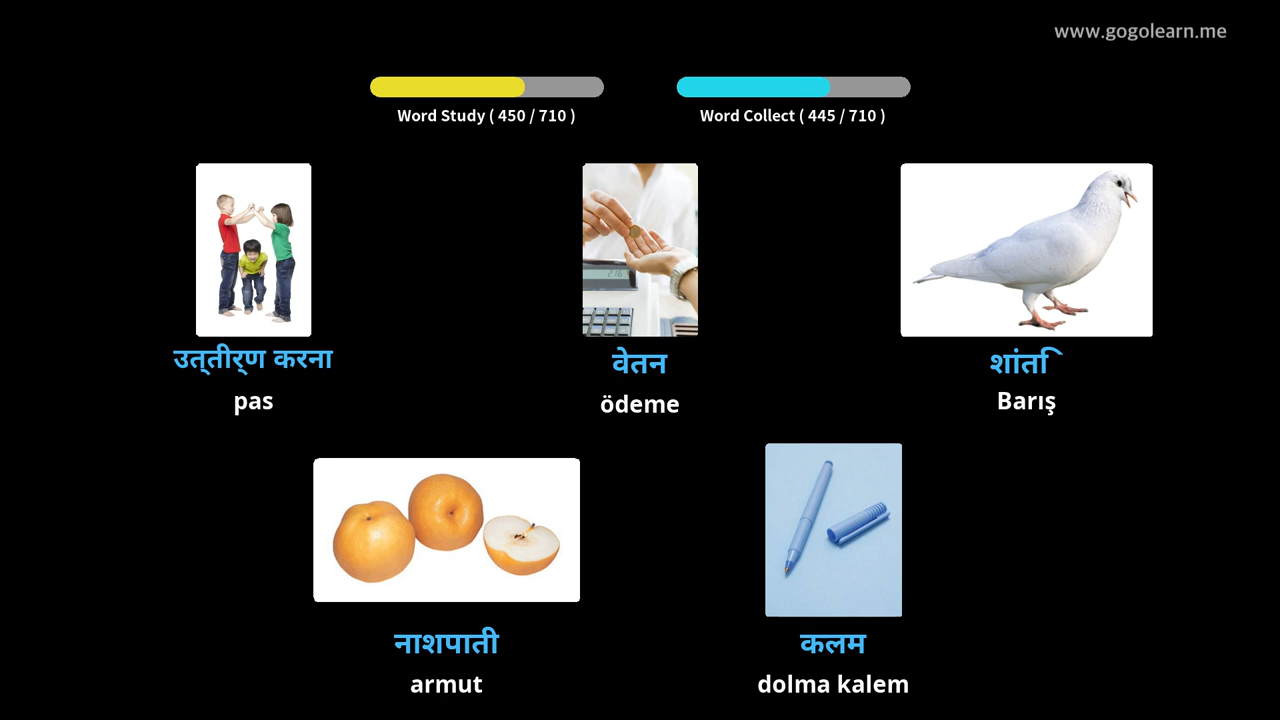 www.gogolearn.me
Word Study ( 450 / 710 )
Word Collect ( 445 / 710 )
उत्तीर्ण करना
वेतन
शांति
pas
ödeme
Barış
नाशपाती
कलम
armut
dolma kalem